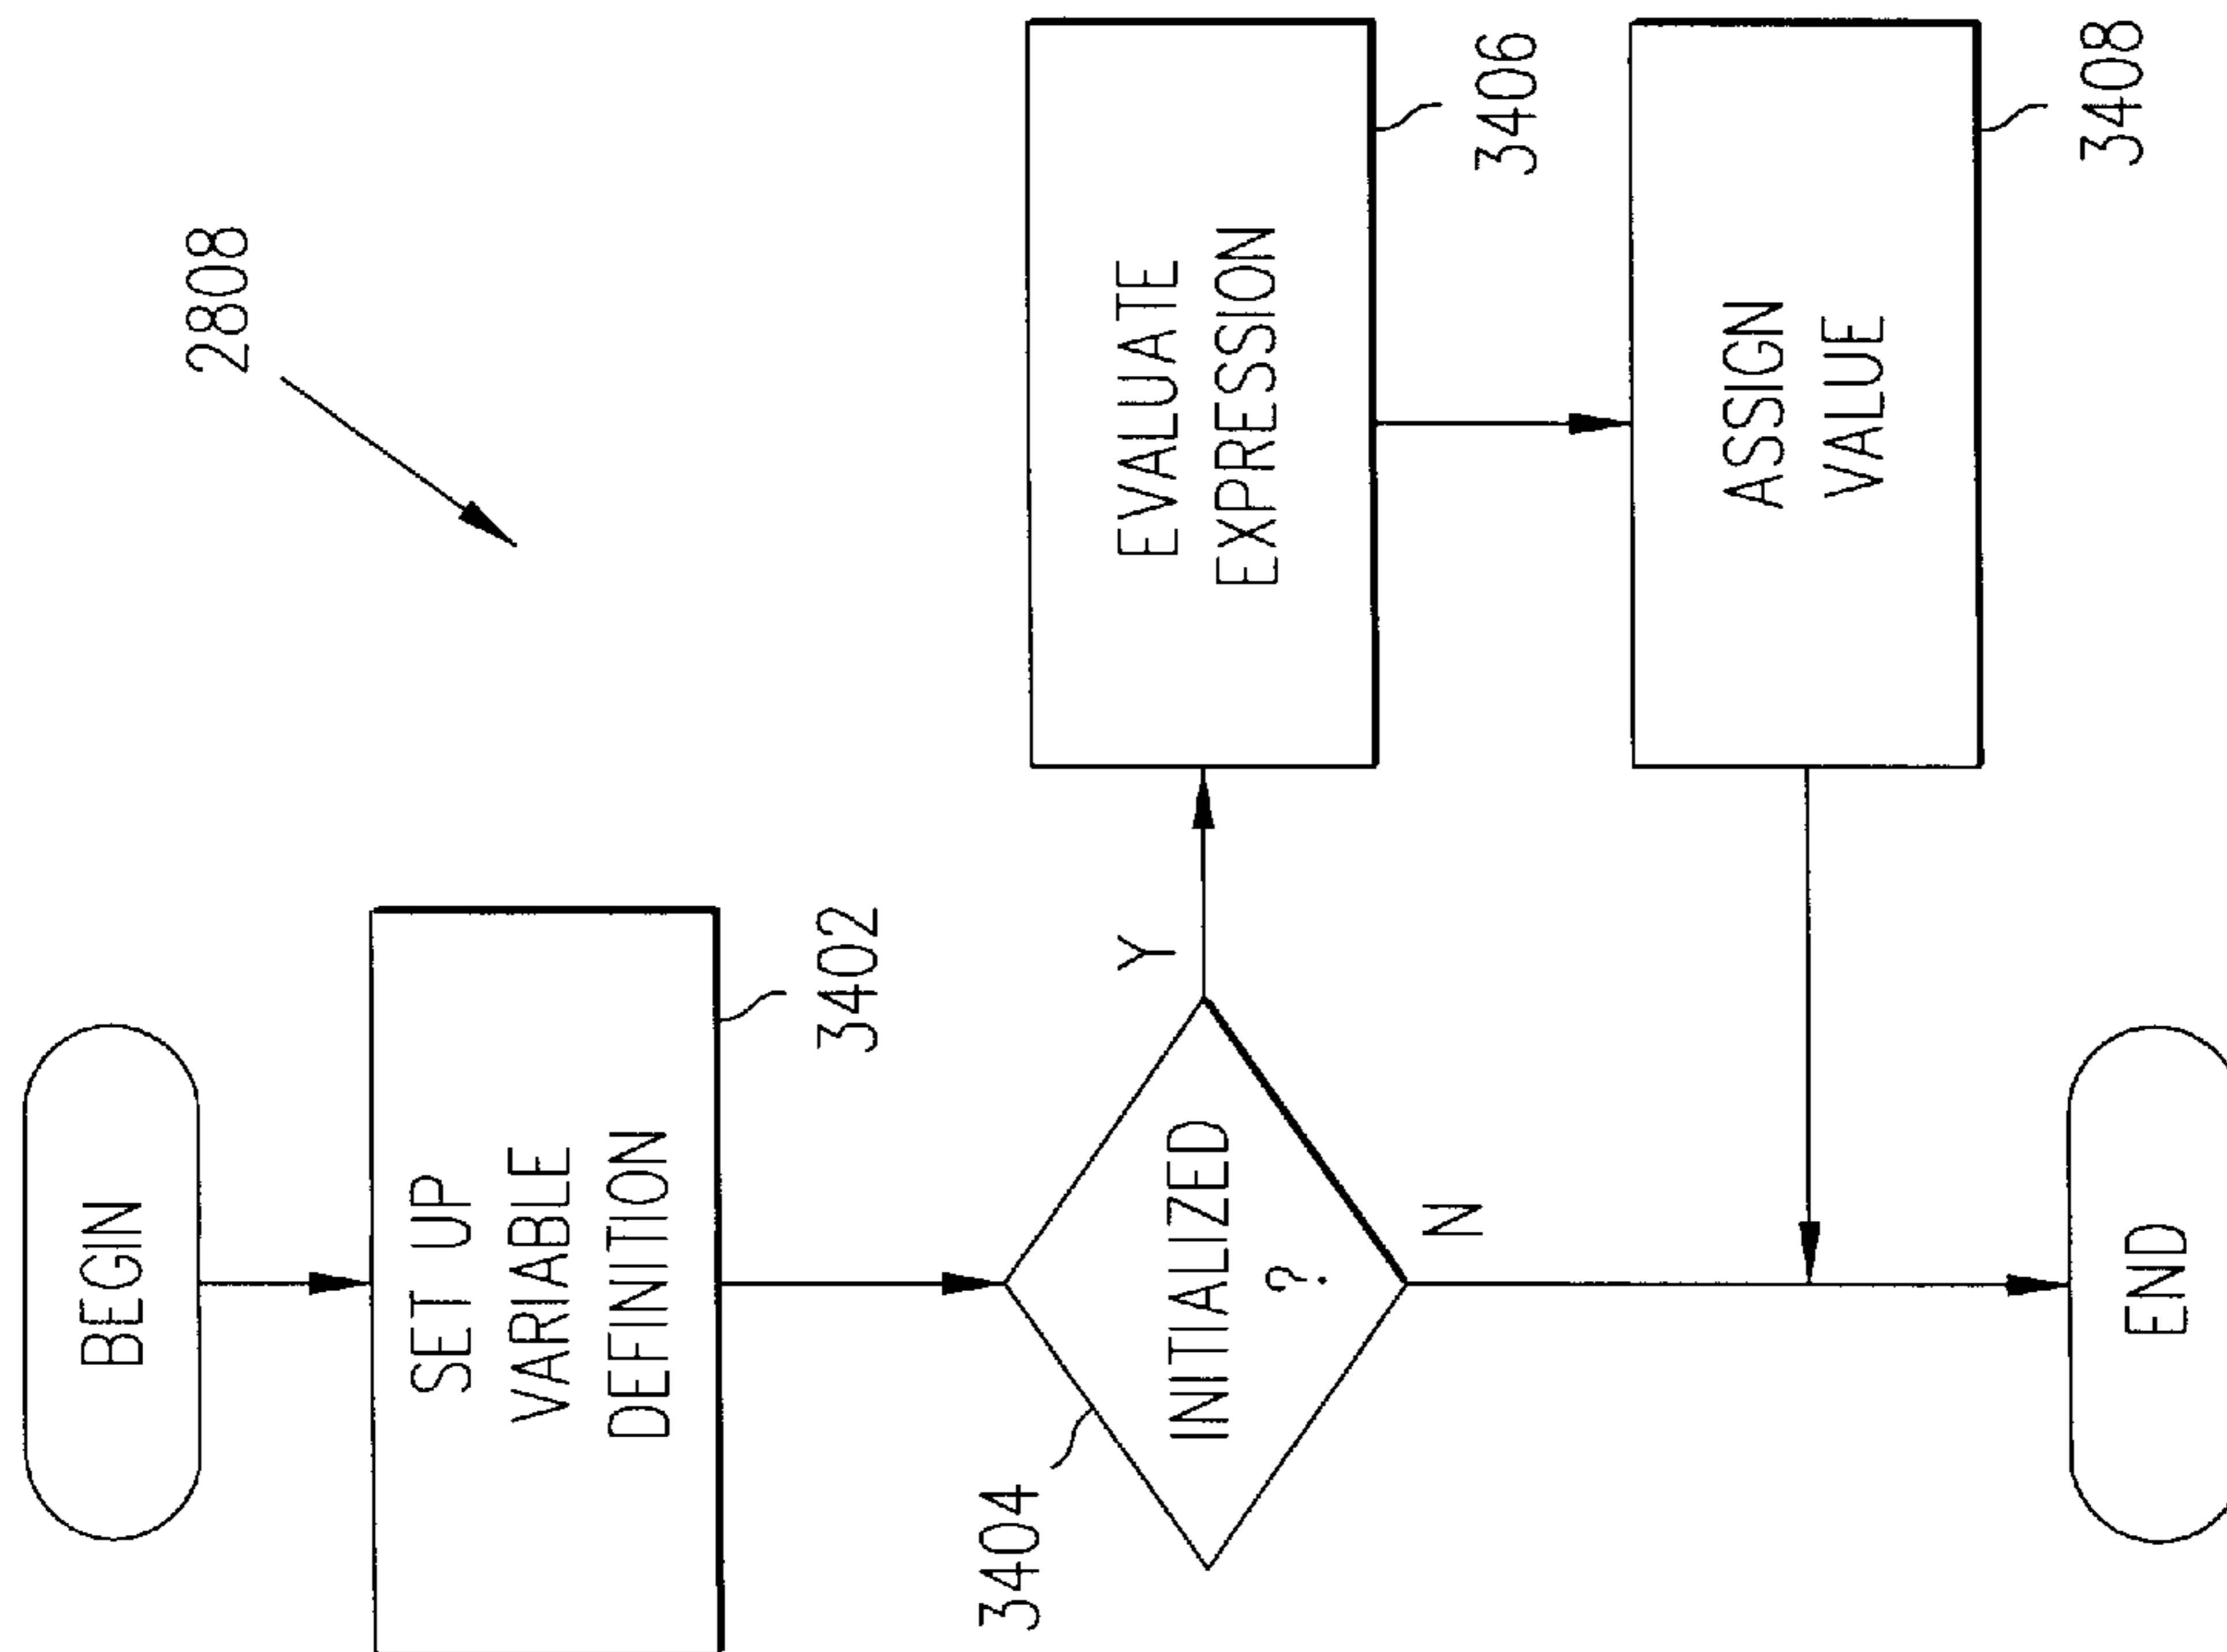 2808
BEGIN
SET UP
VARIABLE
DEFINITION
3402
INITIALIZED
?
3404
Y
N
EVALUATE
EXPRESSION
3406
ASSIGN
VALUE
3408
END